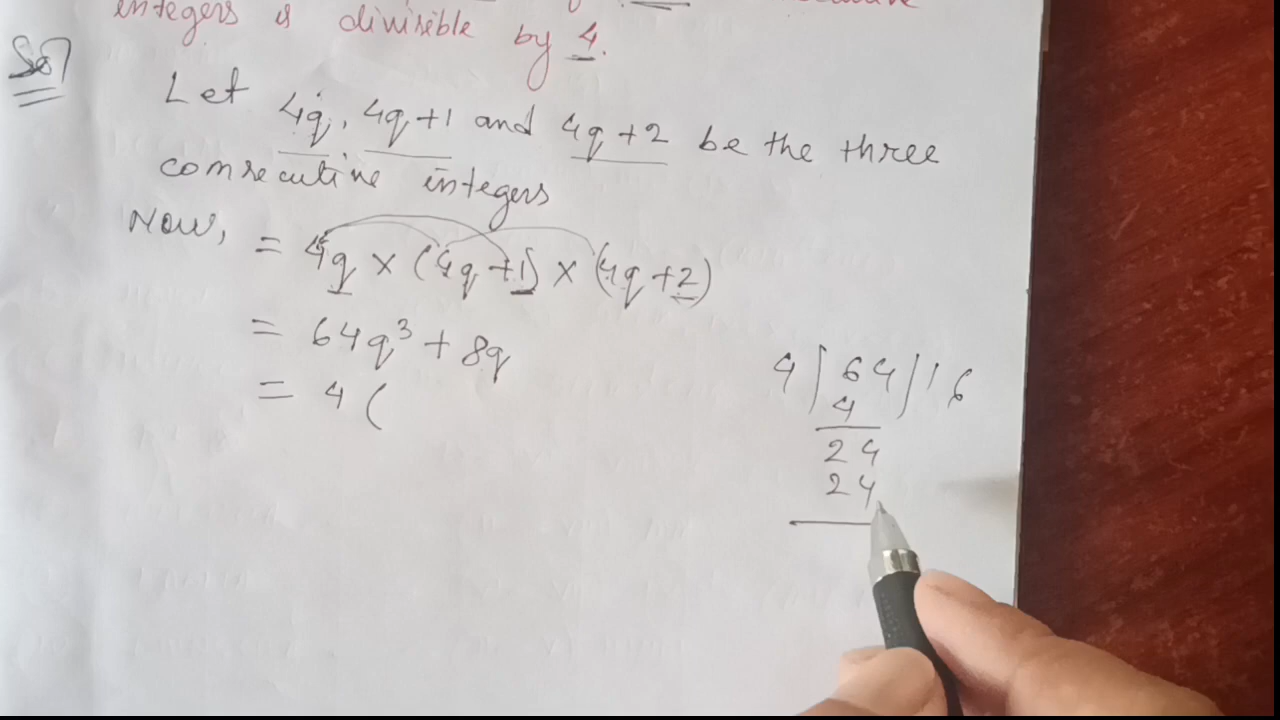 integers is divisible by 4.
Sol
Let 4q, 4q+1 and 4q+2 be the three
consecutive integers
Now, = 4q × (4q+1) × (4q+2)
= 64q³ + 8q
= 4(
4)64)16
4
24
24